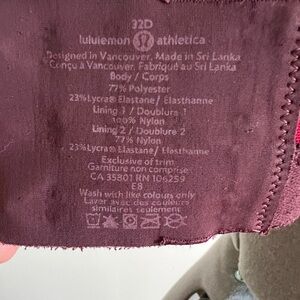 32D
lululemon athletica
Designed in Vancouver, Made in Sri Lanka
Conçu à Vancouver, Fabriqué au Sri Lanka
Body / Corps
77% Polyester
23% Lycra® Elastane/ Elasthanne
Lining 1 / Doublure 1
100% Nylon
Lining 2 / Doublure 2
77% Nylon
23% Lycra® Elastane/ Elasthanne
Exclusive of trim
Garniture non comprise
CA 35801 RN 106259
E8
Wash with like colours only
Laver avec des couleurs
similaires seulement